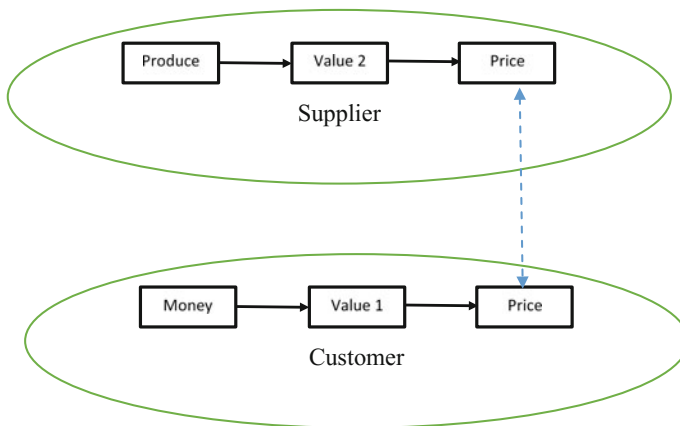 Produce
Value 2
Price
Supplier
Money
Value 1
Price
Customer